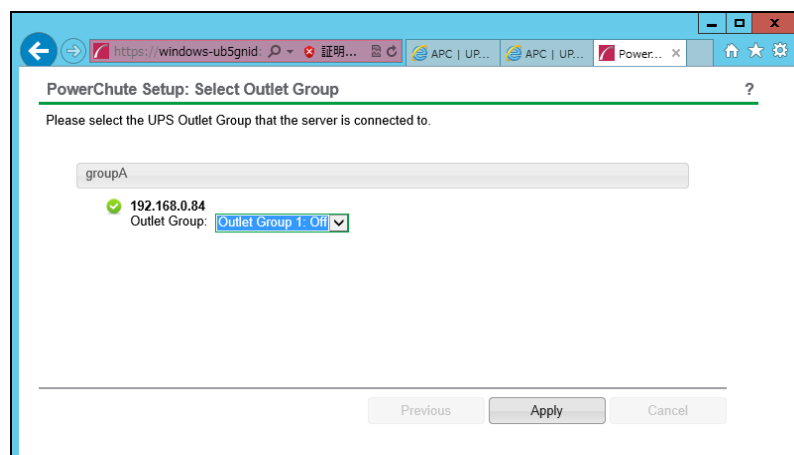 https://windows-ub5gnid: 証明... APC | UP... APC | UP... Power...
PowerChute Setup: Select Outlet Group ?
Please select the UPS Outlet Group that the server is connected to.
groupA
192.168.0.84
Outlet Group: Outlet Group 1: Off
Previous Apply Cancel